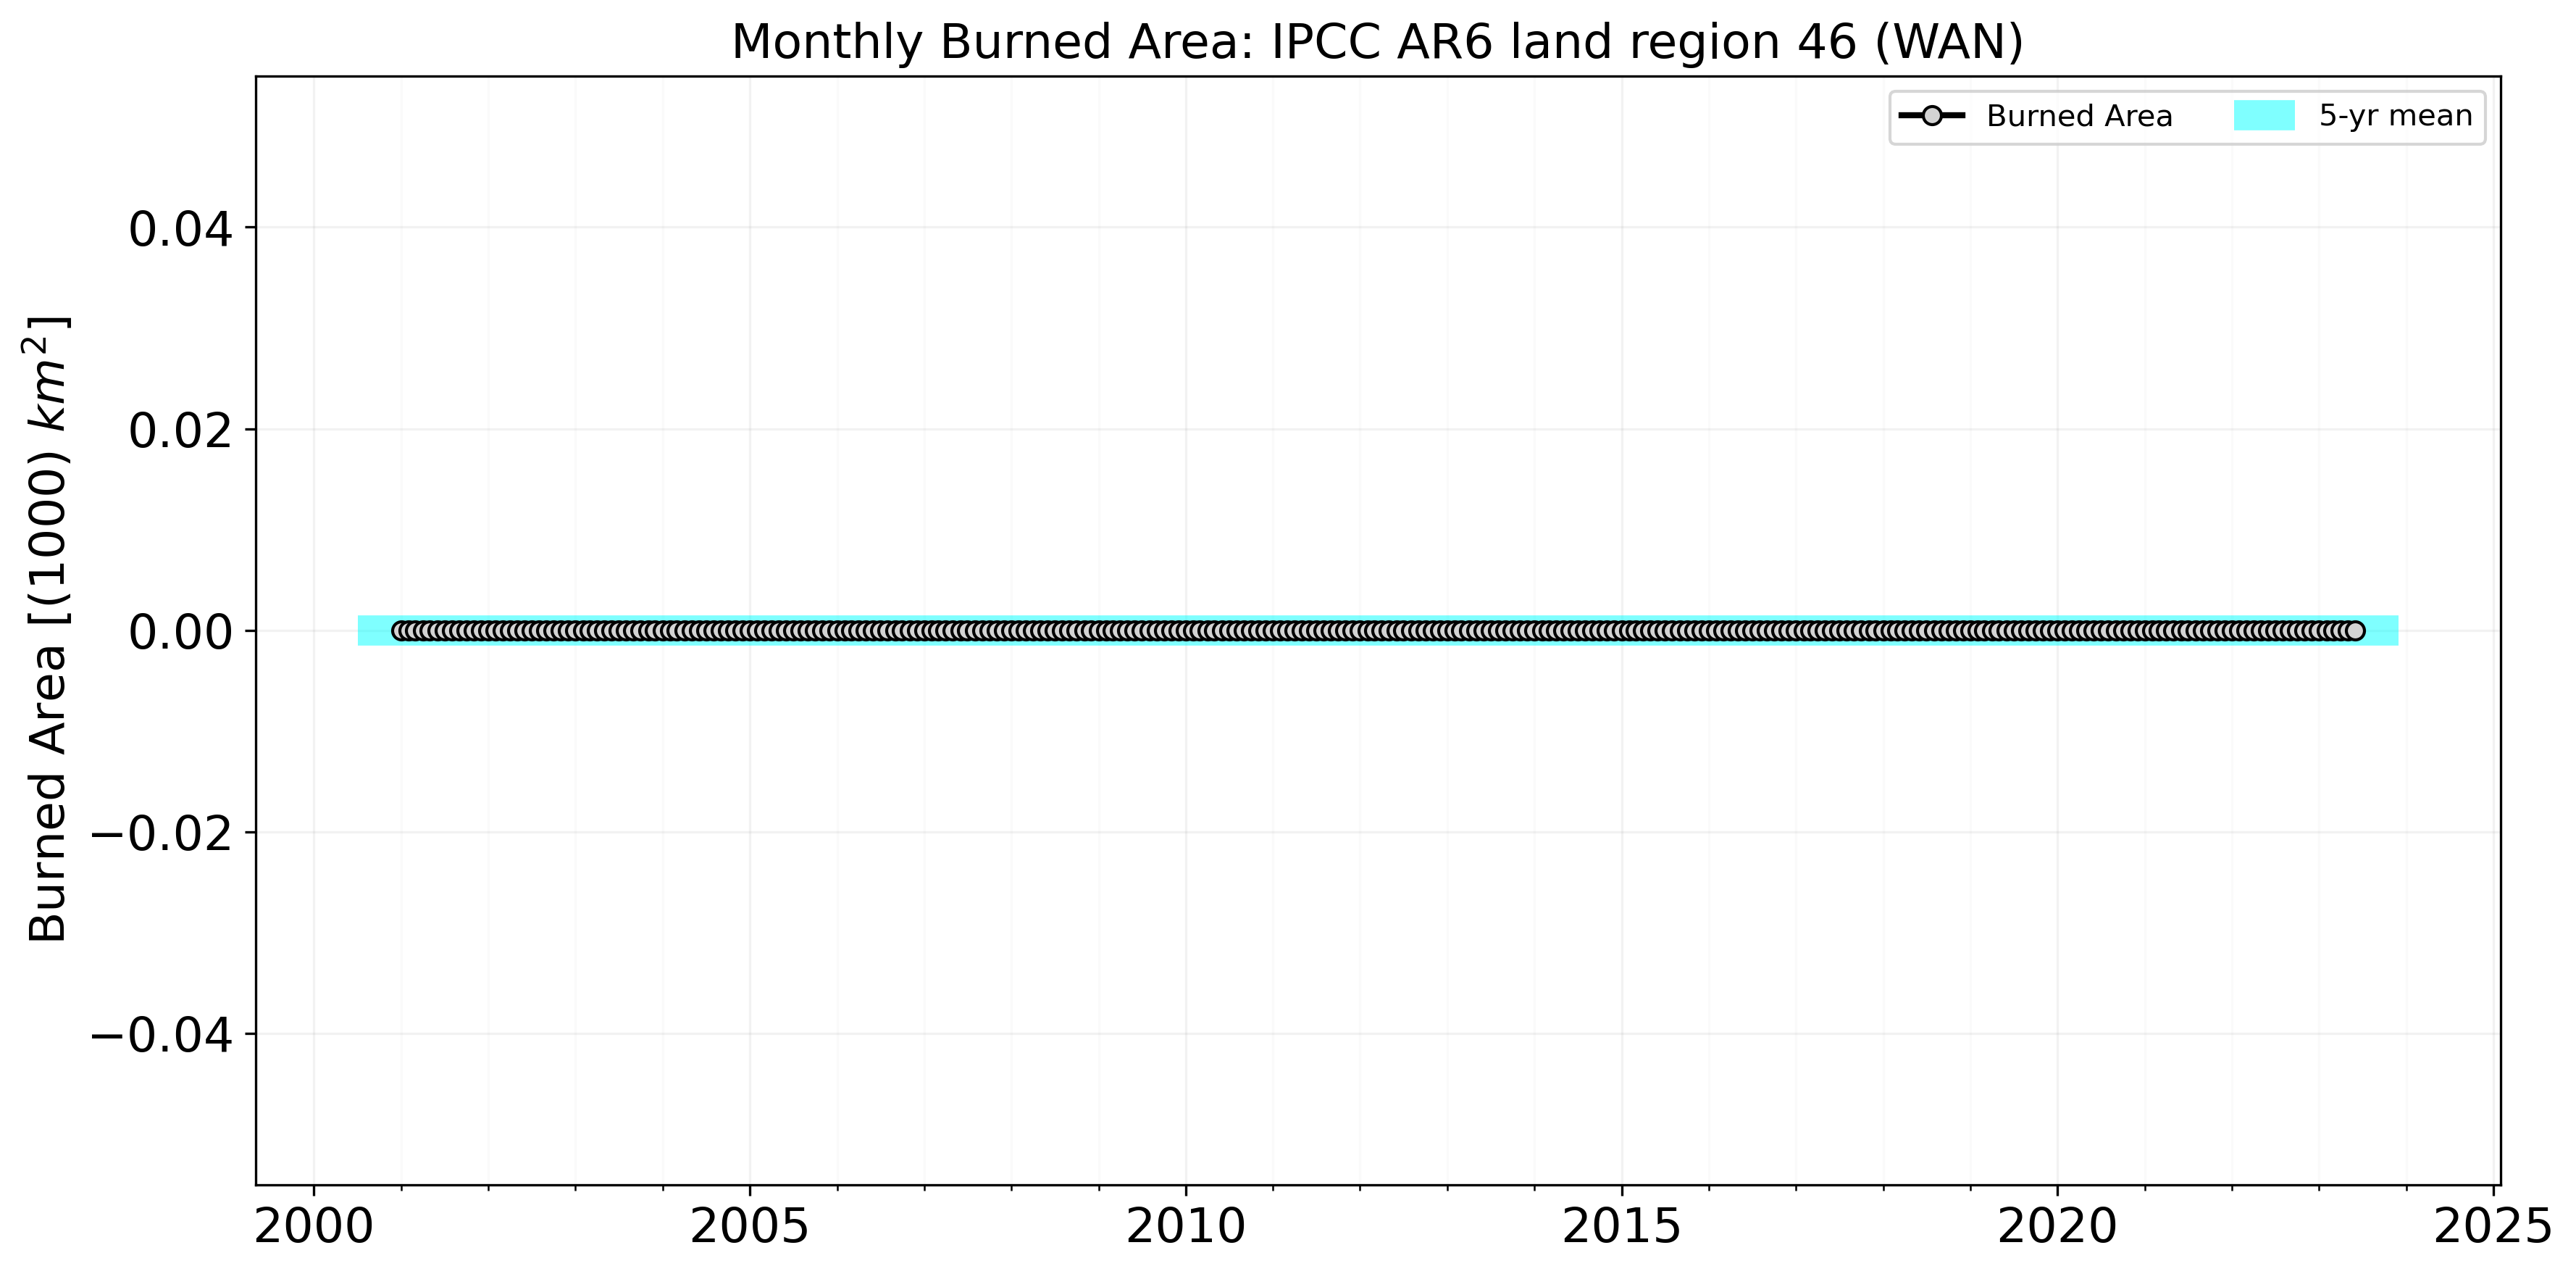 Monthly Burned Area: IPCC AR6 land region 46 (WAN)
Burned Area
5-yr mean
Burned Area [(1000) km²]
0.04
0.02
0.00
−0.02
−0.04
2000 2005 2010 2015 2020 2025